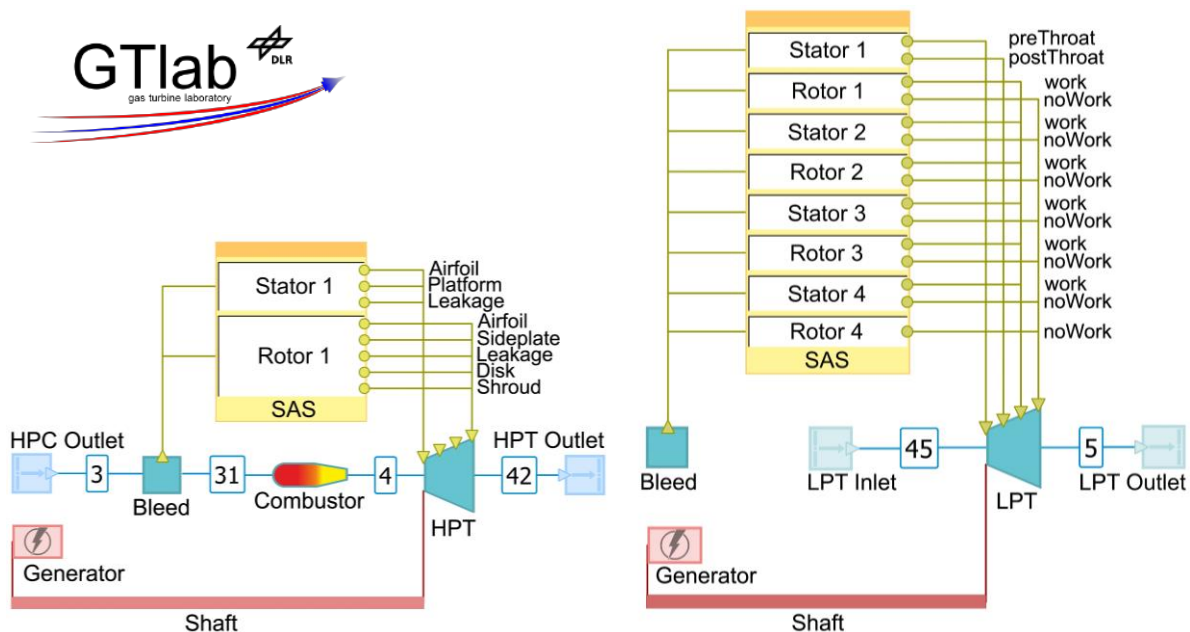 GTlab
DLR
gas turbine laboratory
Stator 1
Airfoil
Platform
Leakage
Rotor 1
Airfoil
Sideplate
Leakage
Disk
Shroud
SAS
HPC Outlet
3
Bleed
31
Combustor
4
HPT
42
HPT Outlet
Generator
Shaft
Stator 1
preThroat
postThroat
Rotor 1
work
noWork
Stator 2
work
noWork
Rotor 2
work
noWork
Stator 3
work
noWork
Rotor 3
work
noWork
Stator 4
work
noWork
Rotor 4
noWork
SAS
Bleed
LPT Inlet
45
LPT
5
LPT Outlet
Generator
Shaft